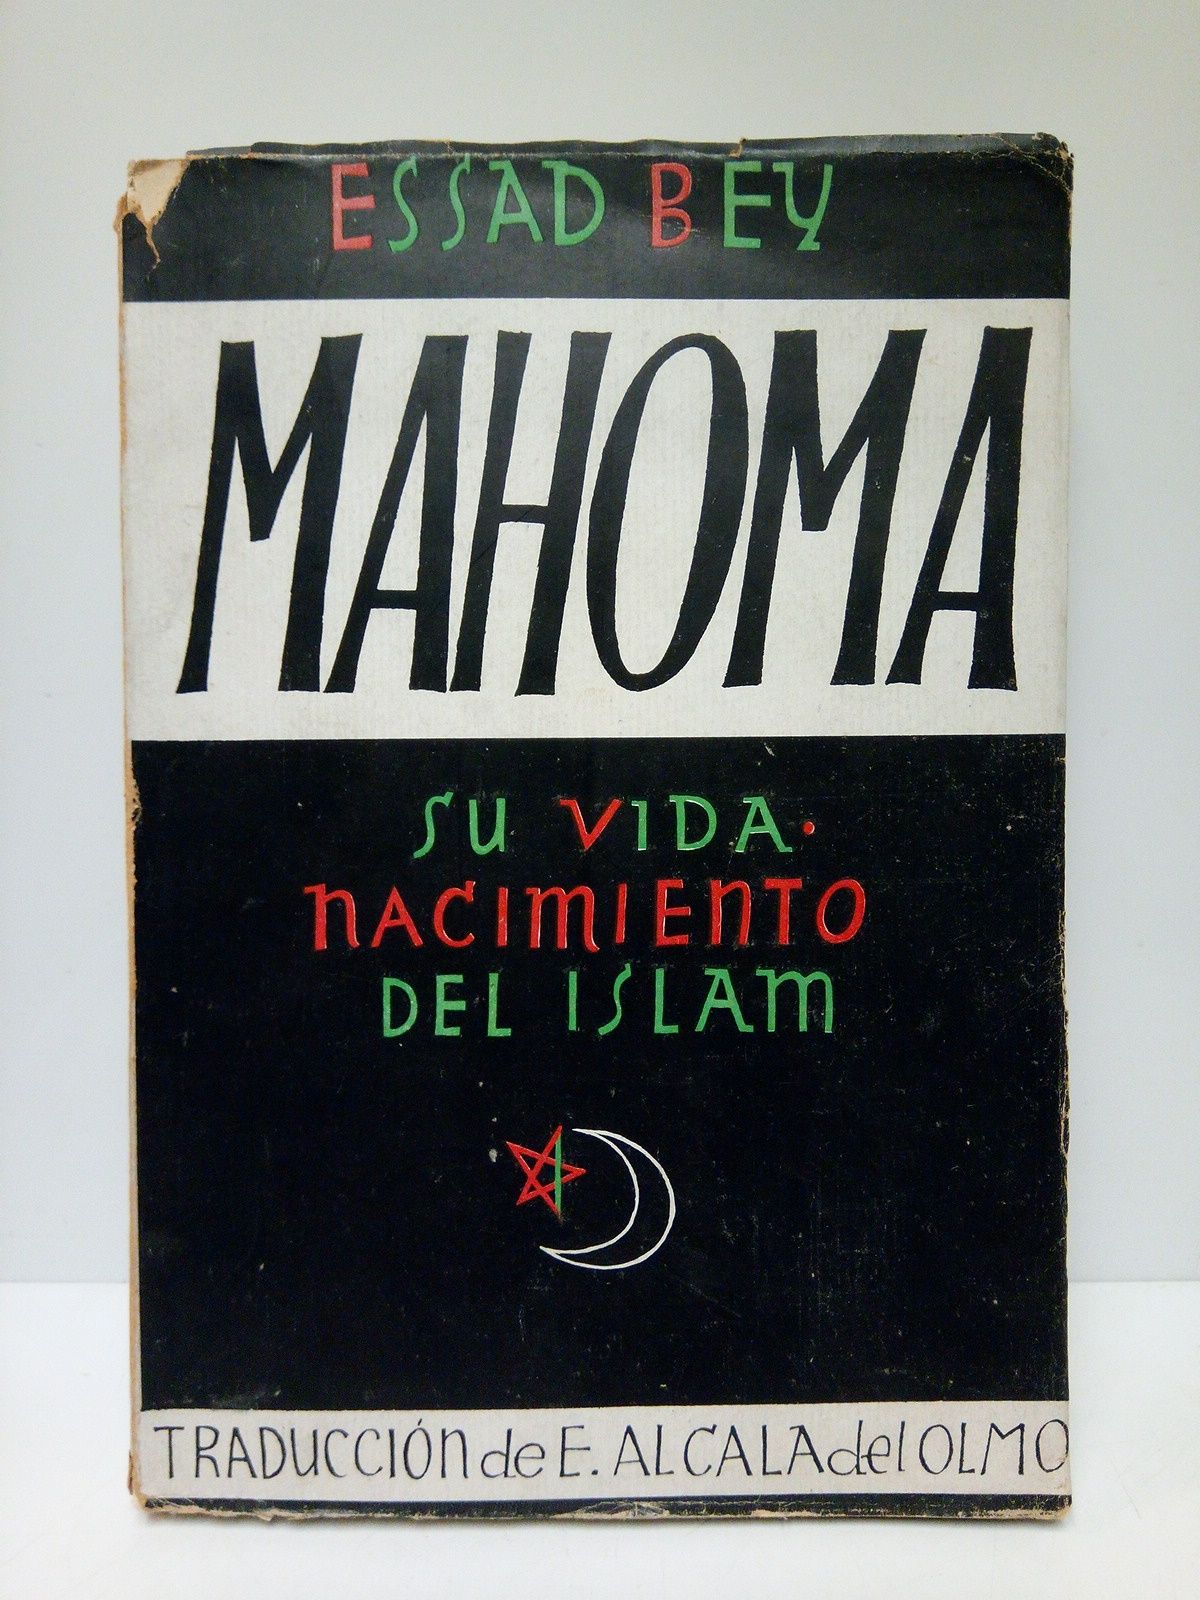 ESSAD BEY
MAHOMA
SU VIDA·
NACIMIENTO
DEL ISLAM
TRADUCCIÓN de E. ALCALA del OLMO